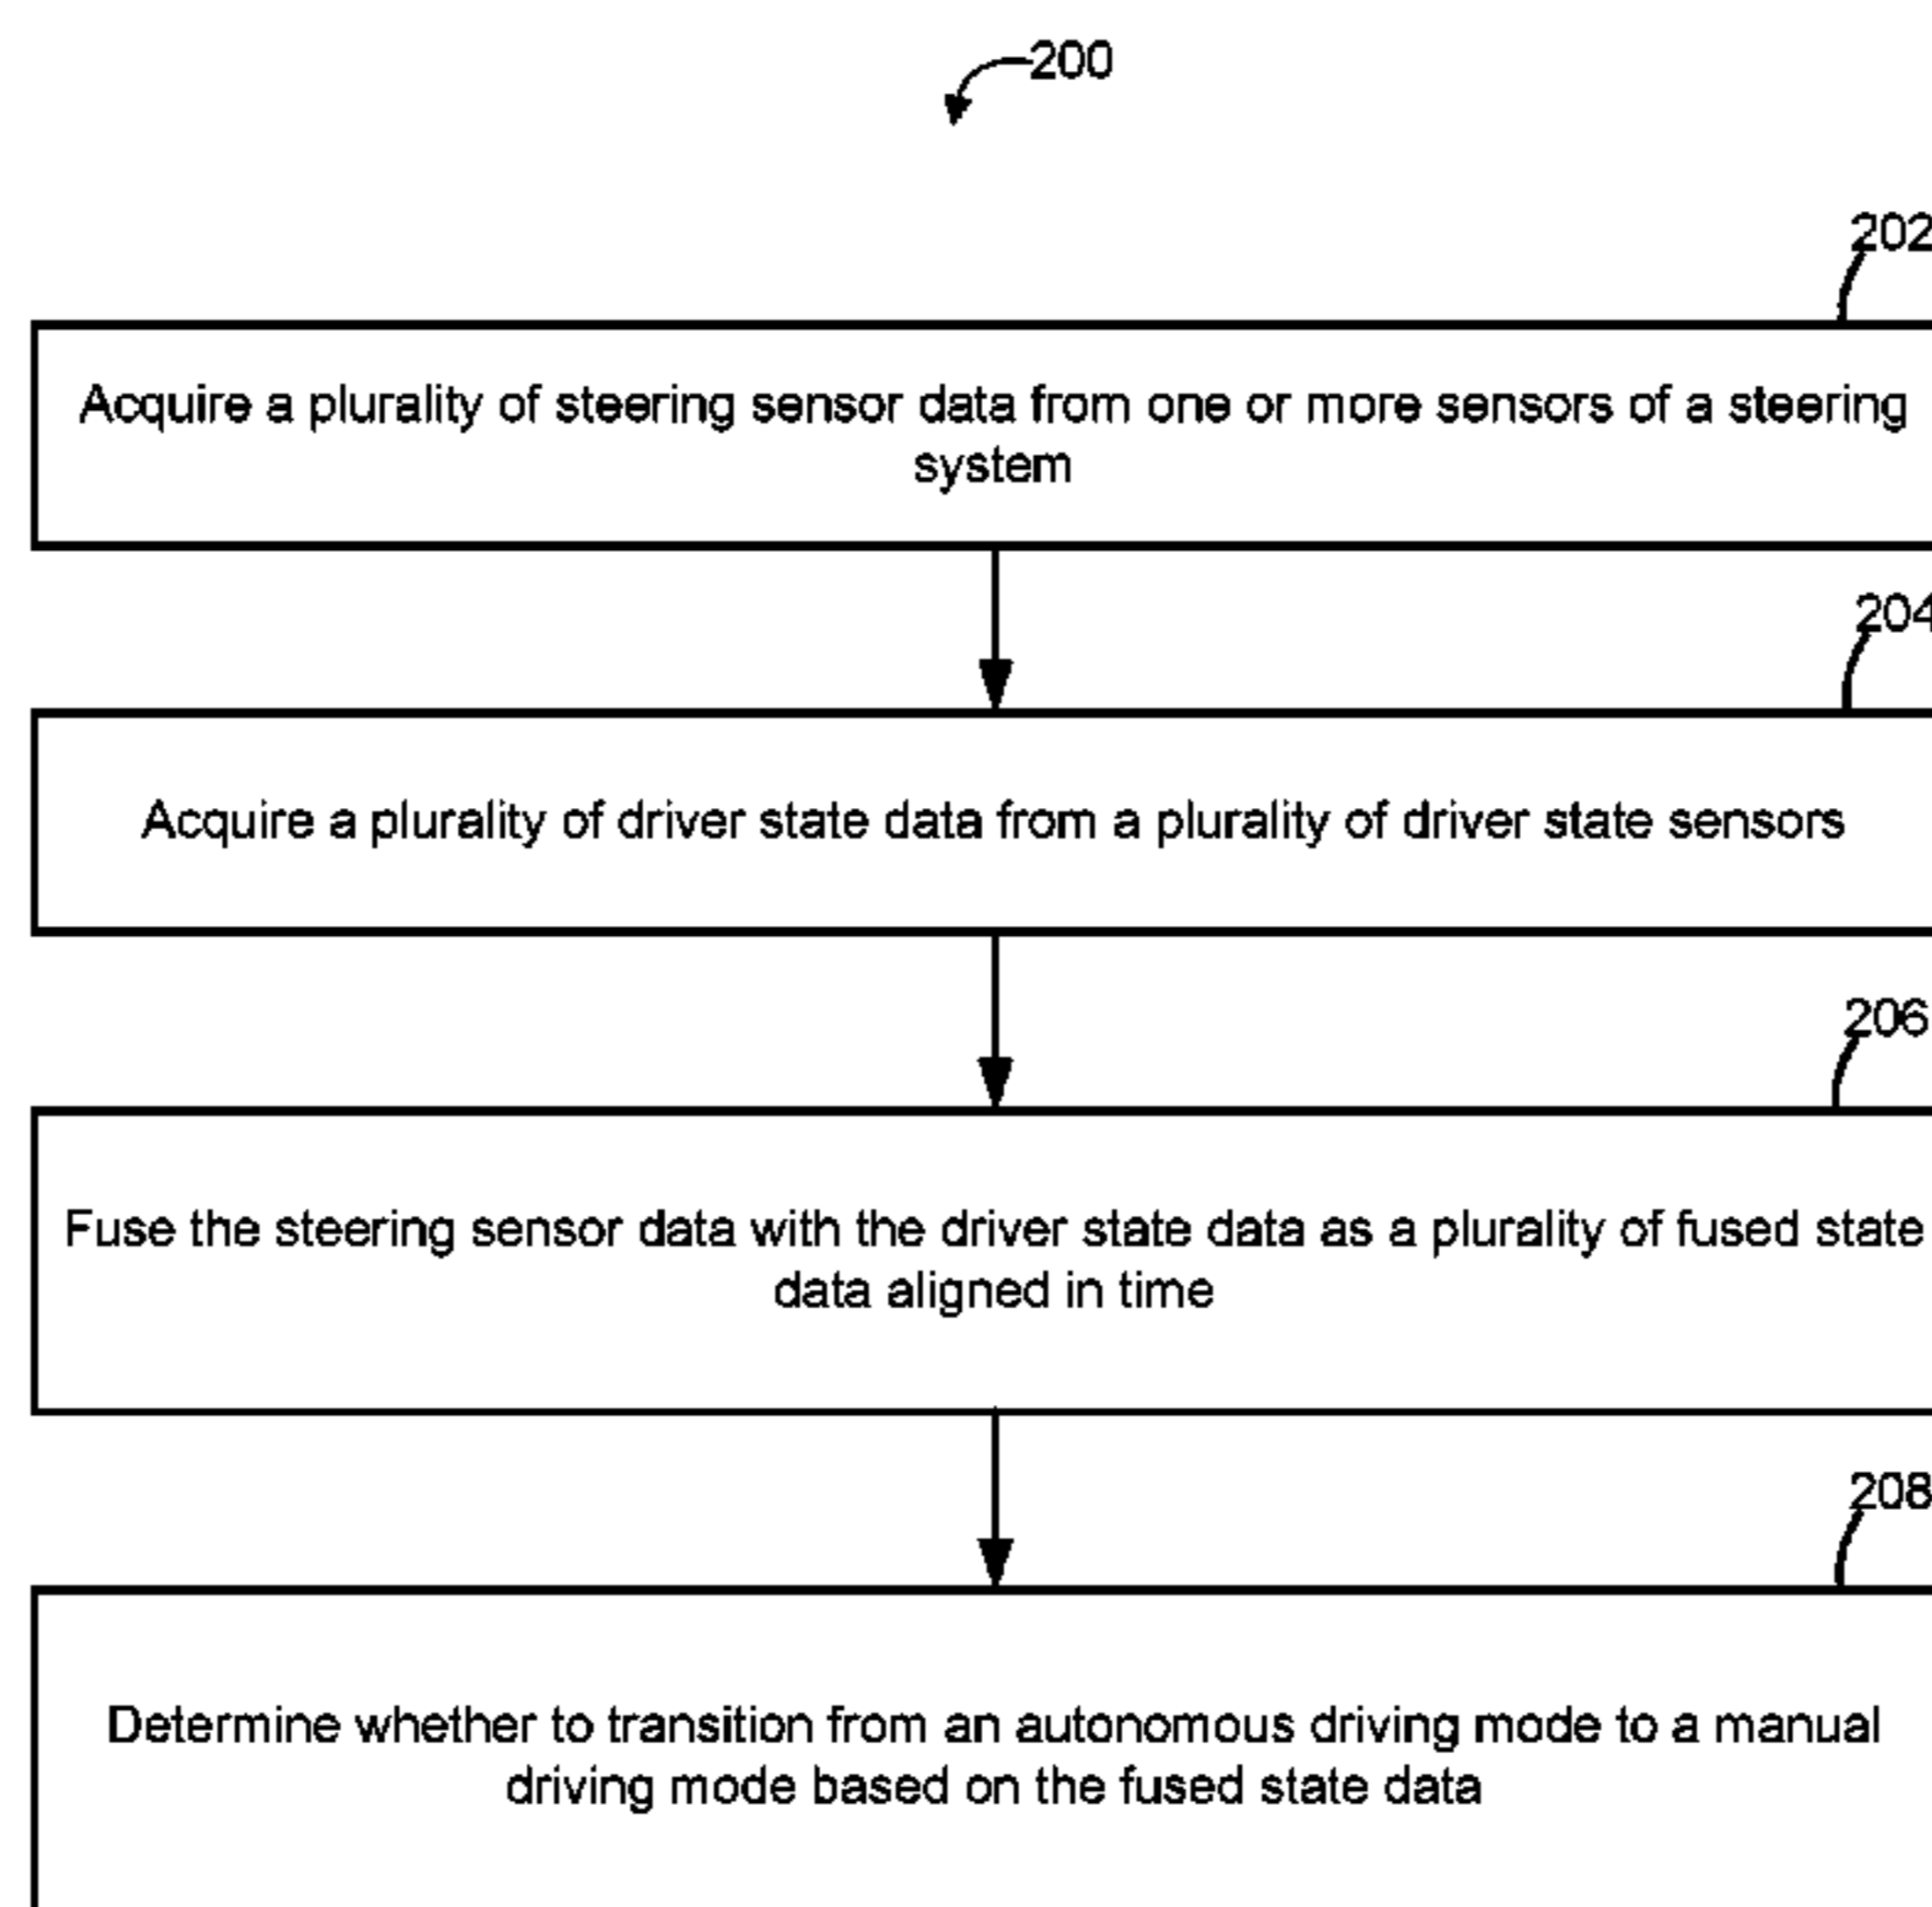 200
202
Acquire a plurality of steering sensor data from one or more sensors of a steering
system
204
Acquire a plurality of driver state data from a plurality of driver state sensors
206
Fuse the steering sensor data with the driver state data as a plurality of fused state
data aligned in time
208
Determine whether to transition from an autonomous driving mode to a manual
driving mode based on the fused state data